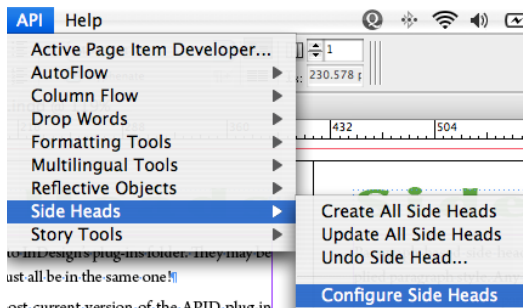 API Help
Active Page Item Developer...
1
AutoFlow
230.578
Column Flow
Drop Words
432 504
Formatting Tools
Multilingual Tools
Reflective Objects
Side Heads
Create All Side Heads
Story Tools
Update All Side Heads
to InDesign's plug-ins folder. They may be
Undo Side Head...
ust all be in the same one!¶
Configure Side Heads
ost current version of the APID plug-in